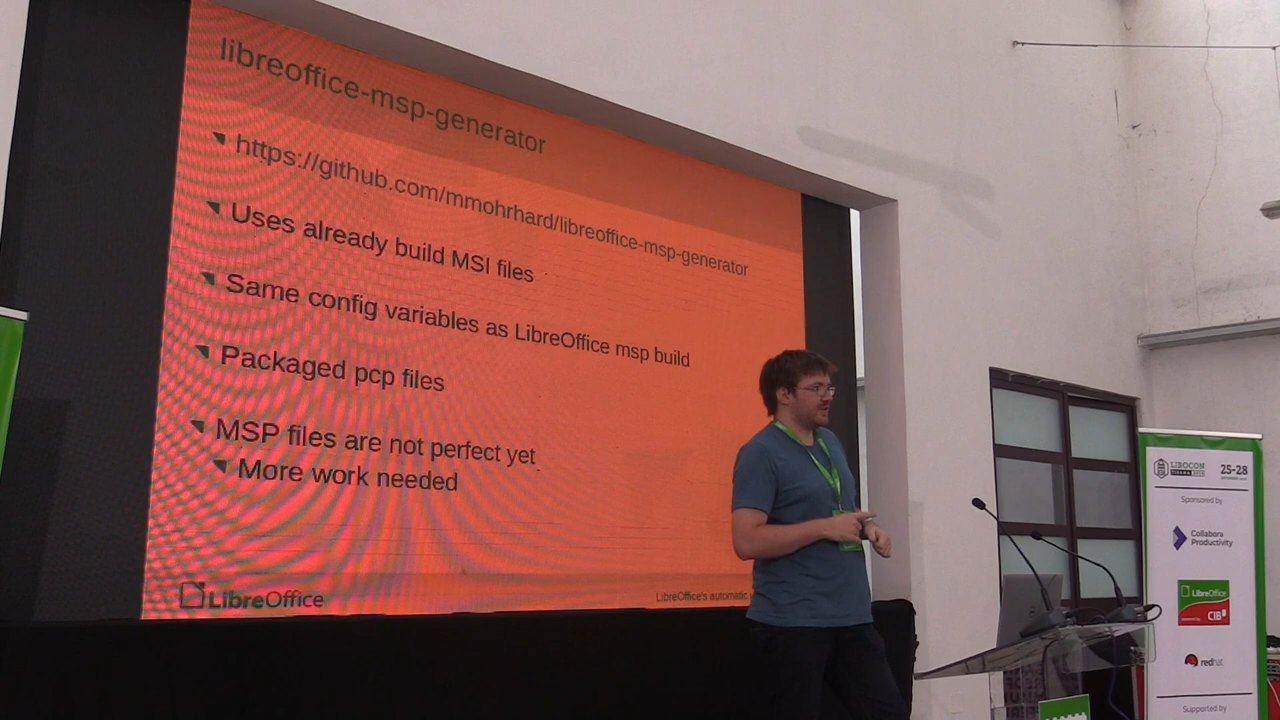 libreoffice-msp-generator
https://github.com/mmohrhard/libreoffice-msp-generator
Uses already build MSI files
Same config variables as LibreOffice msp build
Packaged pcp files
MSP files are not perfect yet
More work needed
LibreOffice
LibreOffice's automatic
LIBOCON
25-28
Sponsored by
Collabora
Productivity
LibreOffice
CIB
redhat
Supported by